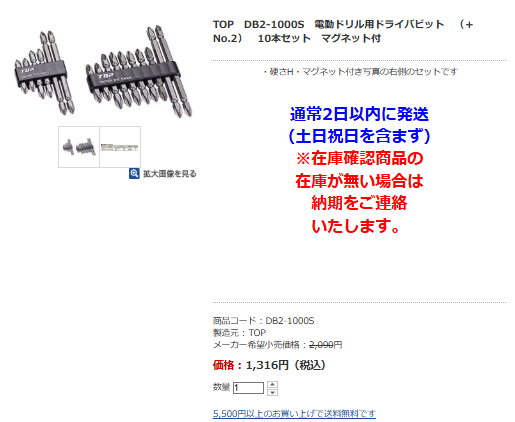 TOP DB2-1000S 電動ドリル用ドライバビット （+
No.2） 10本セット マグネット付
・硬さH・マグネット付き写真の右側のセットです
通常2日以内に発送
（土日祝日を含まず）
※在庫確認商品の
在庫が無い場合は
納期をご連絡
いたします。
TOP
拡大画像を見る
商品コード : DB2-1000S
製造元 : TOP
メーカー希望小売価格 : 2,090円
価格 : 1,316円（税込）
数量 1
5,500円以上のお買い上げで送料無料です